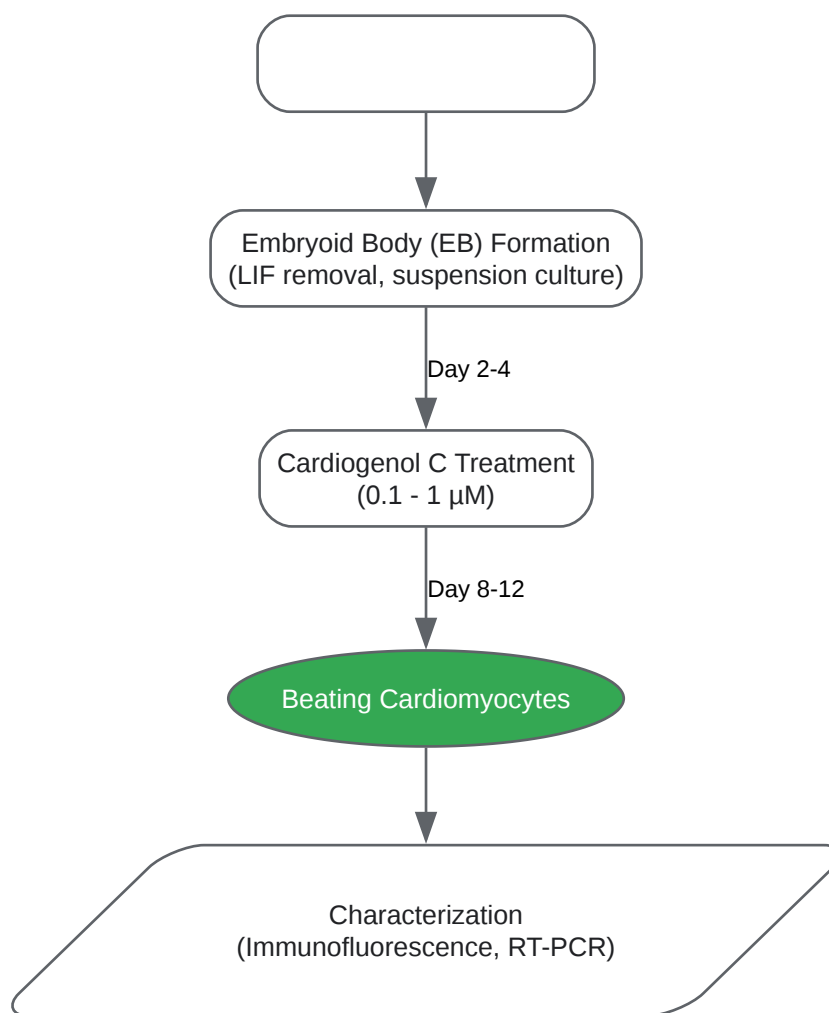 Embryoid Body (EB) Formation
(LIF removal, suspension culture)
Day 2-4
Cardiogenol C Treatment
(0.1 - 1 µM)
Day 8-12
Beating Cardiomyocytes
Characterization
(Immunofluorescence, RT-PCR)